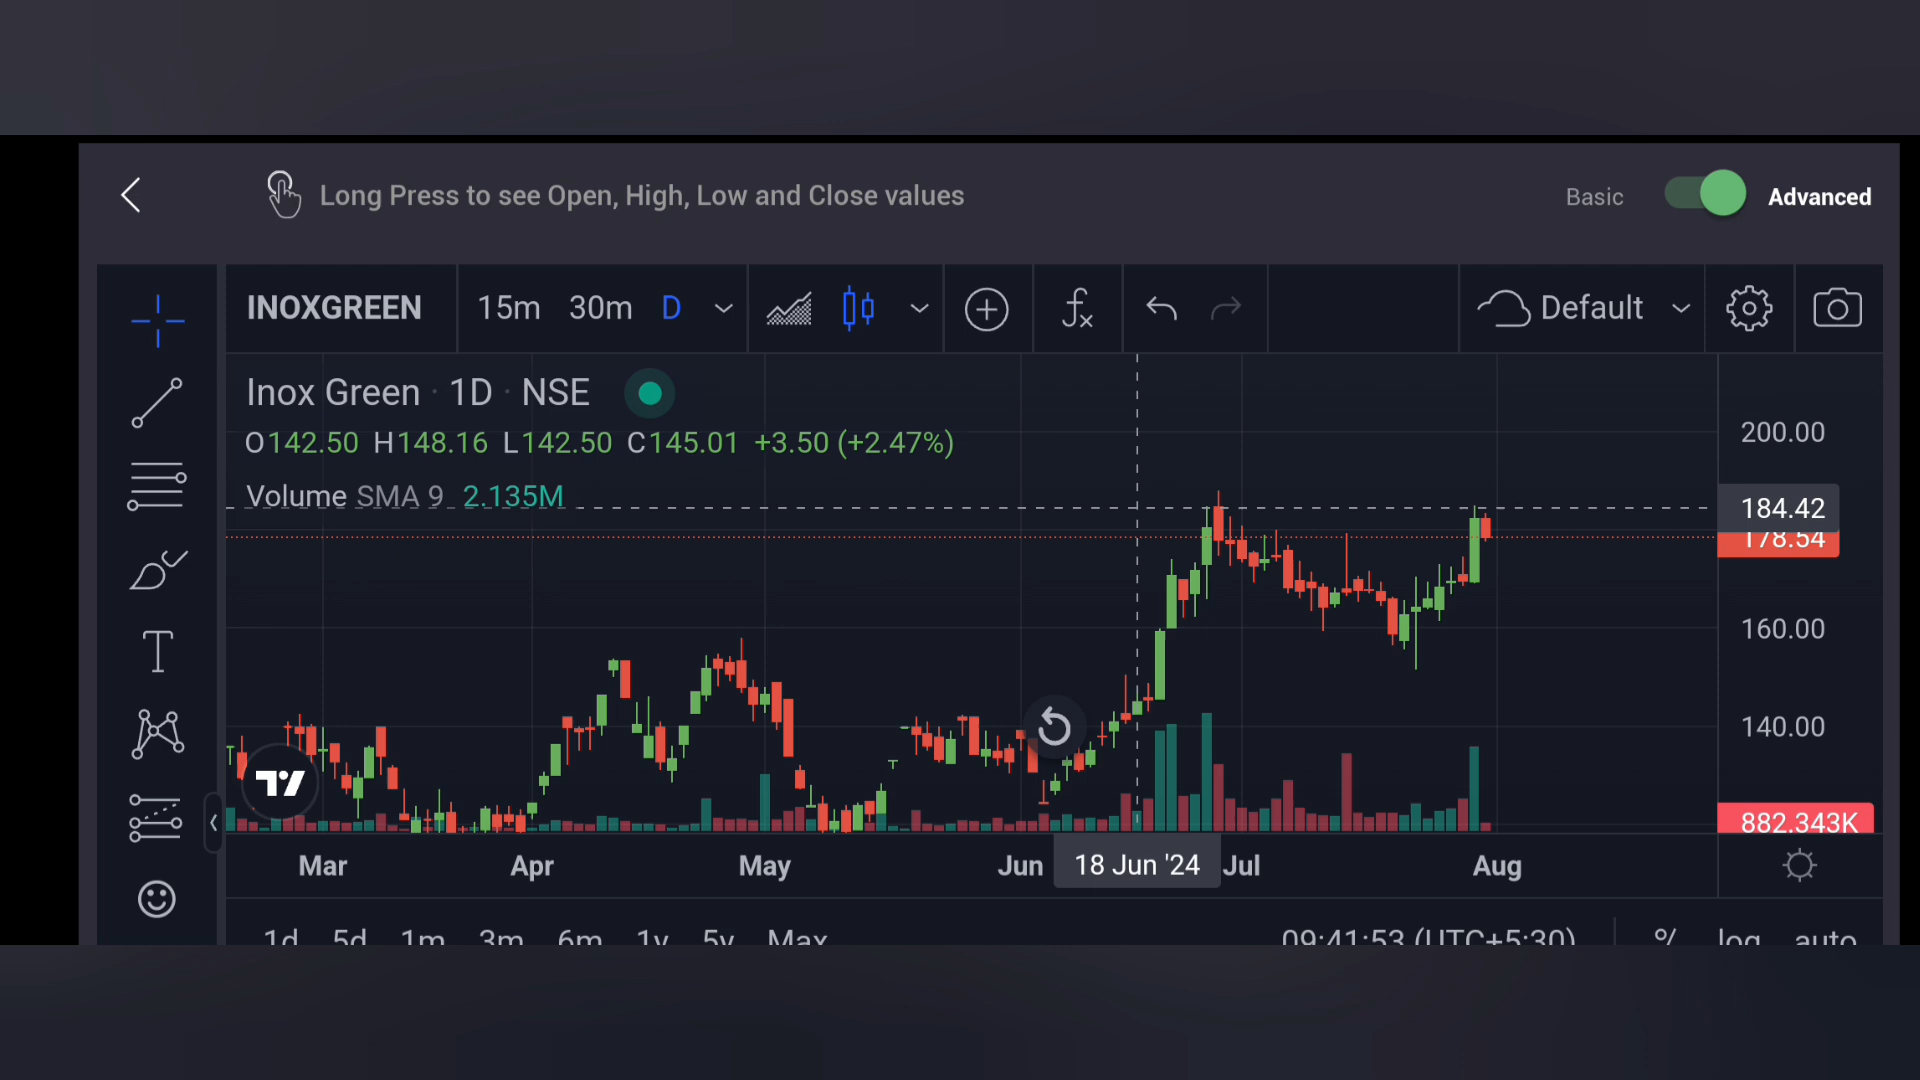 Long Press to see Open, High, Low and Close values
Basic
Advanced
INOXGREEN
15m 30m D
Default
Inox Green · 1D · NSE
O142.50 H148.16 L142.50 C145.01 +3.50 (+2.47%)
Volume SMA 9 2.135M
200.00
184.42
178.54
160.00
140.00
882.343K
Mar Apr May Jun 18 Jun '24 Jul Aug
1d 5d 1m 3m 6m 1y 5y Max
09:41:53 (UTC+5:30)
% log auto